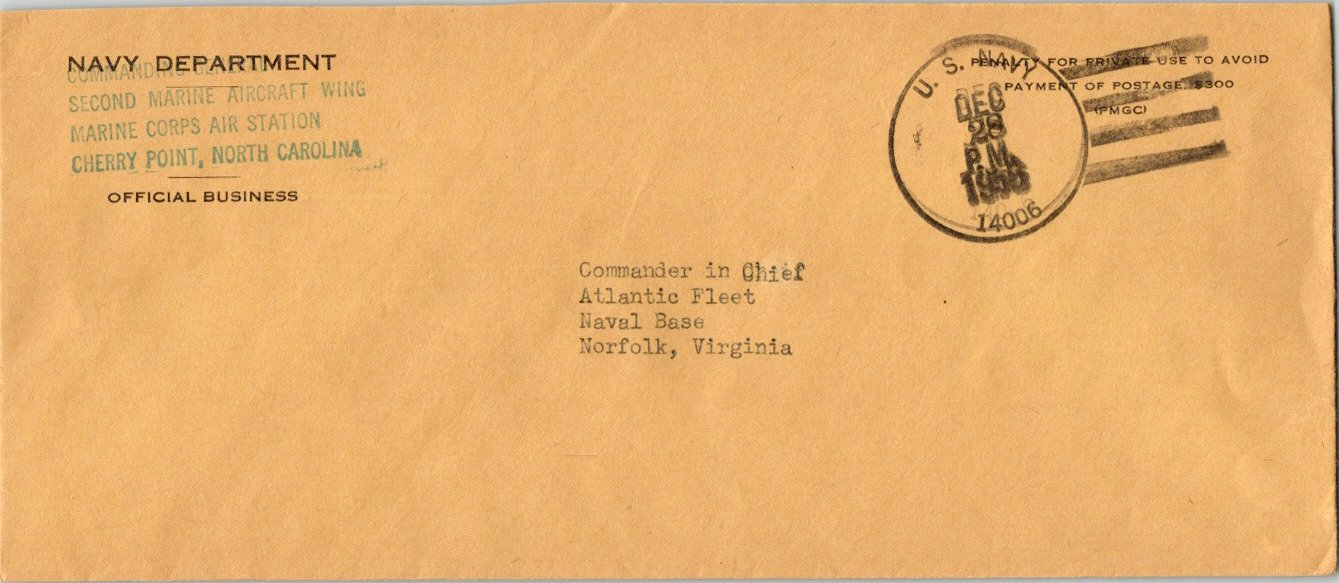 NAVY DEPARTMENT
COMMANDING GENERAL
SECOND MARINE AIRCRAFT WING
MARINE CORPS AIR STATION
CHERRY POINT, NORTH CAROLINA
OFFICIAL BUSINESS
U. S. NAVY
DEC
28
P.M.
14006
PENALTY FOR PRIVATE USE TO AVOID
PAYMENT OF POSTAGE, $300
(PMGC)
Commander in Chief
Atlantic Fleet
Naval Base
Norfolk, Virginia